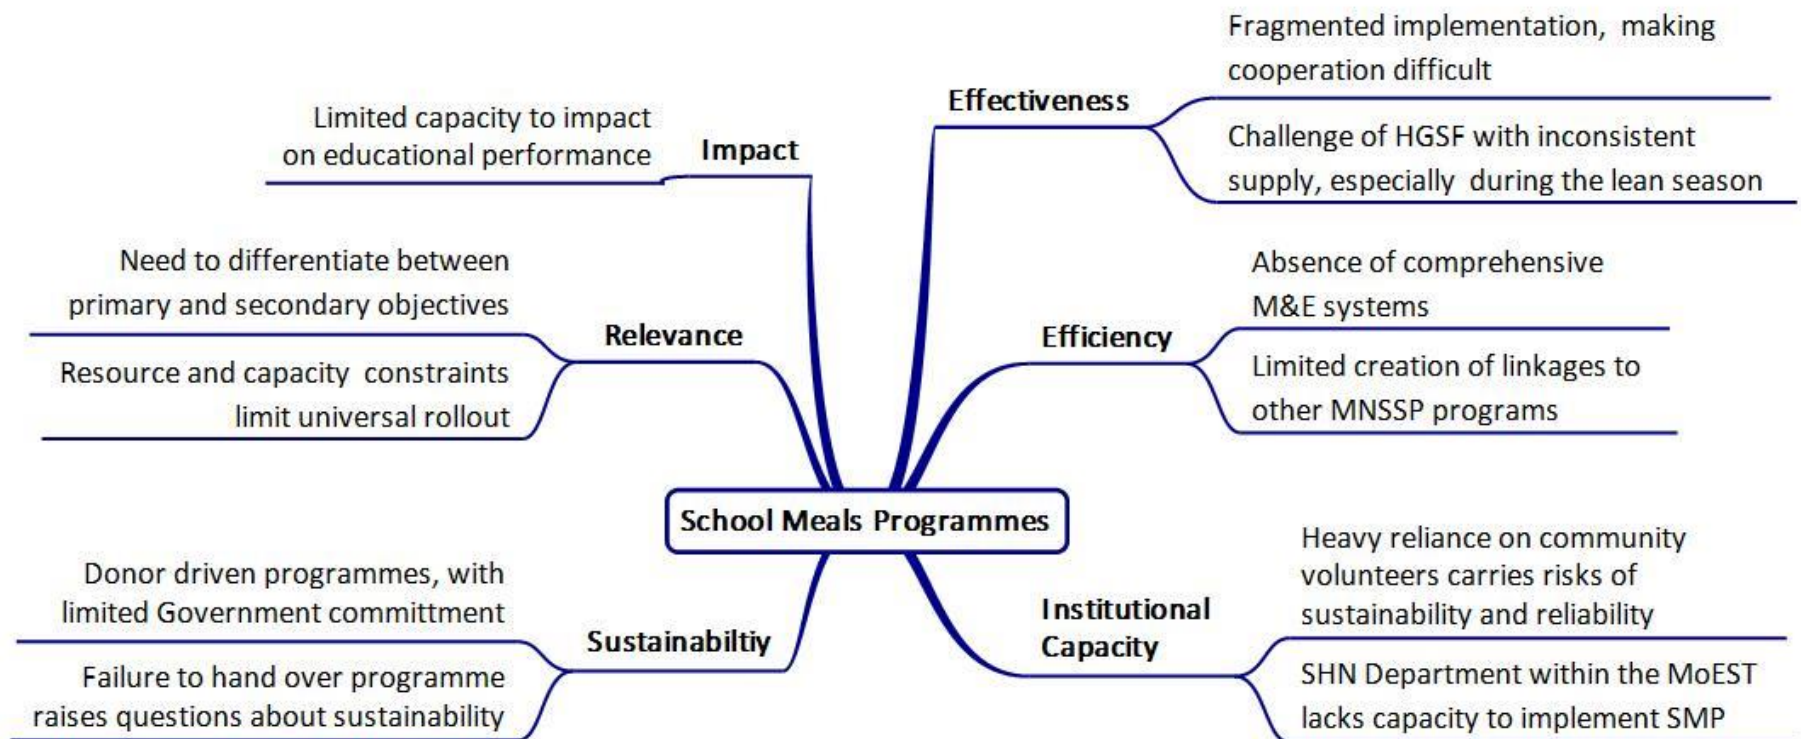 Limited capacity to impact
on educational performance
Impact
Need to differentiate between
primary and secondary objectives
Resource and capacity constraints
limit universal rollout
Relevance
Donor driven programmes, with
limited Government committment
Failure to hand over programme
raises questions about sustainability
Sustainabiltiy
School Meals Programmes
Effectiveness
Fragmented implementation, making
cooperation difficult
Challenge of HGSF with inconsistent
supply, especially during the lean season
Efficiency
Absence of comprehensive
M&E systems
Limited creation of linkages to
other MNSSP programs
Institutional
Capacity
Heavy reliance on community
volunteers carries risks of
sustainability and reliability
SHN Department within the MoEST
lacks capacity to implement SMP